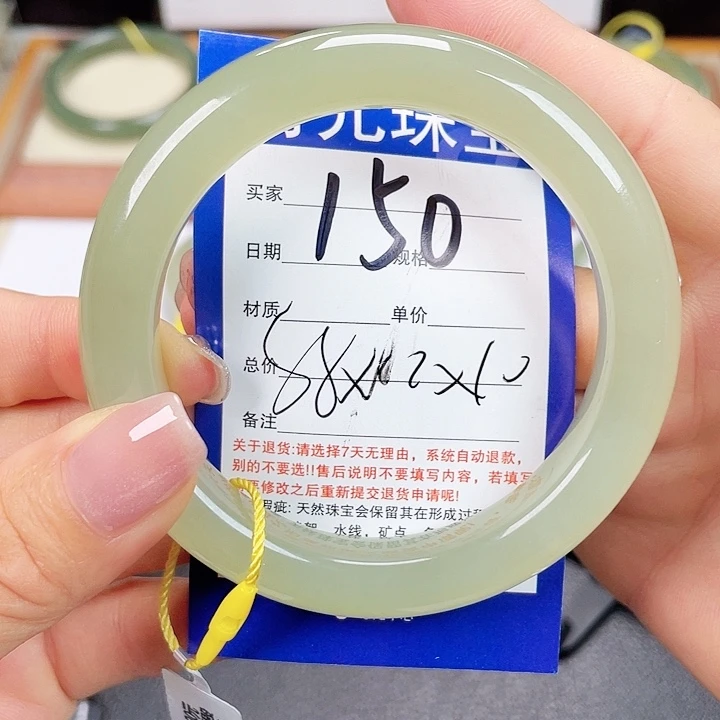 元珠宝
买家
150
日期 规格
材质 单价
总价
备注
关于退货:请选择7天无理由，系统自动退款，
别的不要选!!售后说明不要填写内容，若填写
修改之后重新提交退货申请呢!
瑕疵: 天然珠宝会保留其在形成过
水线，矿点，